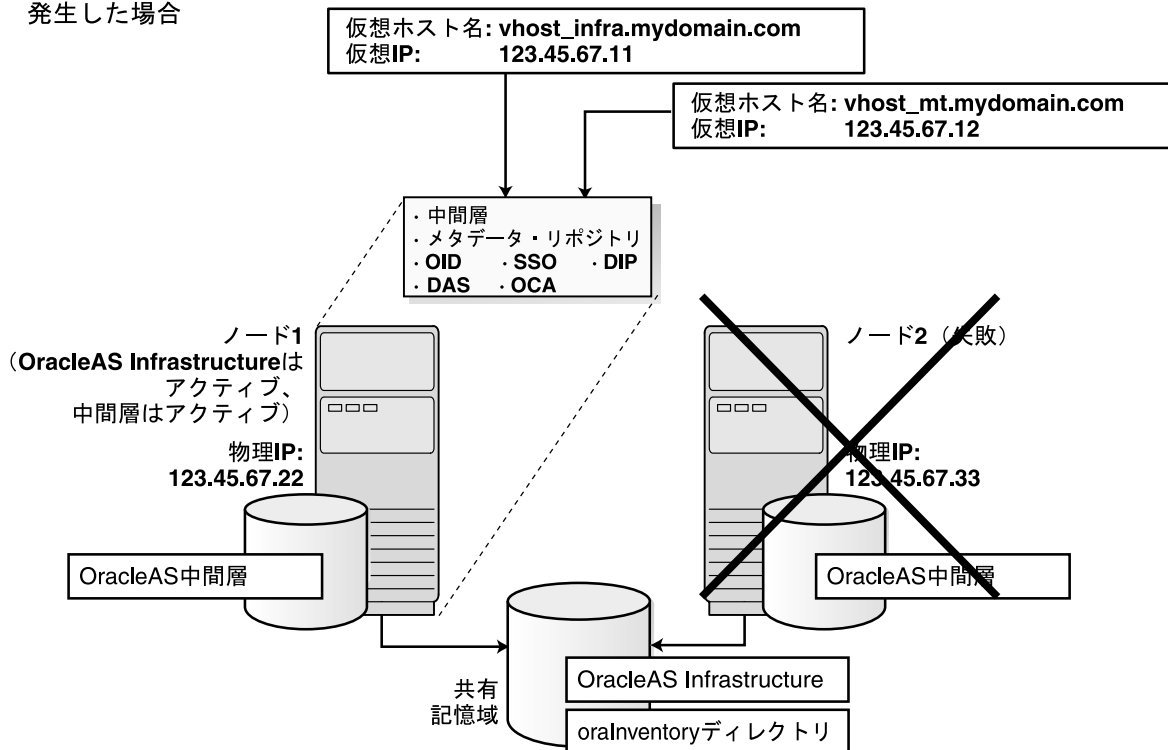 発生した場合
仮想ホスト名: vhost_infra.mydomain.com
仮想IP: 123.45.67.11
仮想ホスト名: vhost_mt.mydomain.com
仮想IP: 123.45.67.12
・中間層
・メタデータ・リポジトリ
・OID ・SSO ・DIP
・DAS ・OCA
ノード1
（OracleAS Infrastructureは
アクティブ、
中間層はアクティブ）
物理IP:
123.45.67.22
OracleAS中間層
ノード2（失敗）
物理IP:
123.45.67.33
OracleAS中間層
共有
記憶域
OracleAS Infrastructure
oraInventoryディレクトリ